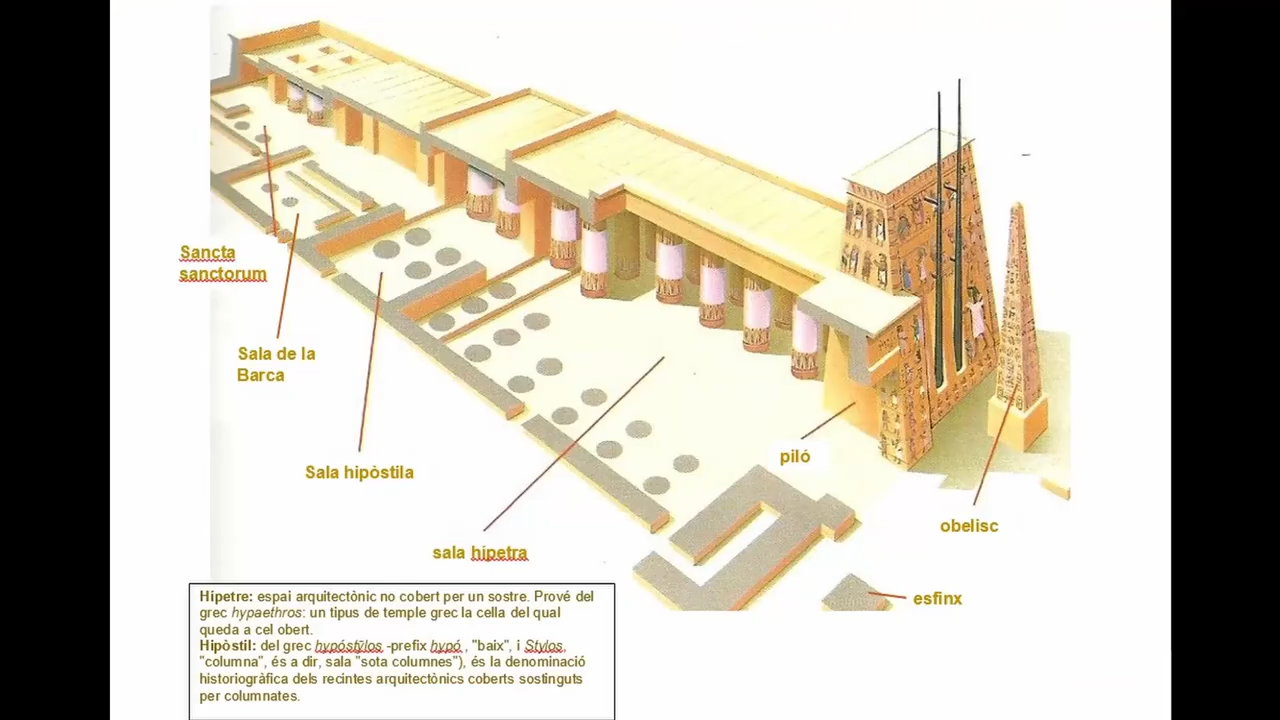 Sancta
sanctorum
Sala de la
Barca
Sala hipòstila
sala hipetra
piló
obelisc
esfinx
Hípetre: espai arquitectònic no cobert per un sostre. Prové del
grec hypaethros: un tipus de temple grec la cella del qual
queda a cel obert.
Hipòstil: del grec hypóstȳlos -prefix hypó , "baix", i Stylos,
"columna", és a dir, sala "sota columnes"), és la denominació
historiogràfica dels recintes arquitectònics coberts sostinguts
per columnates.